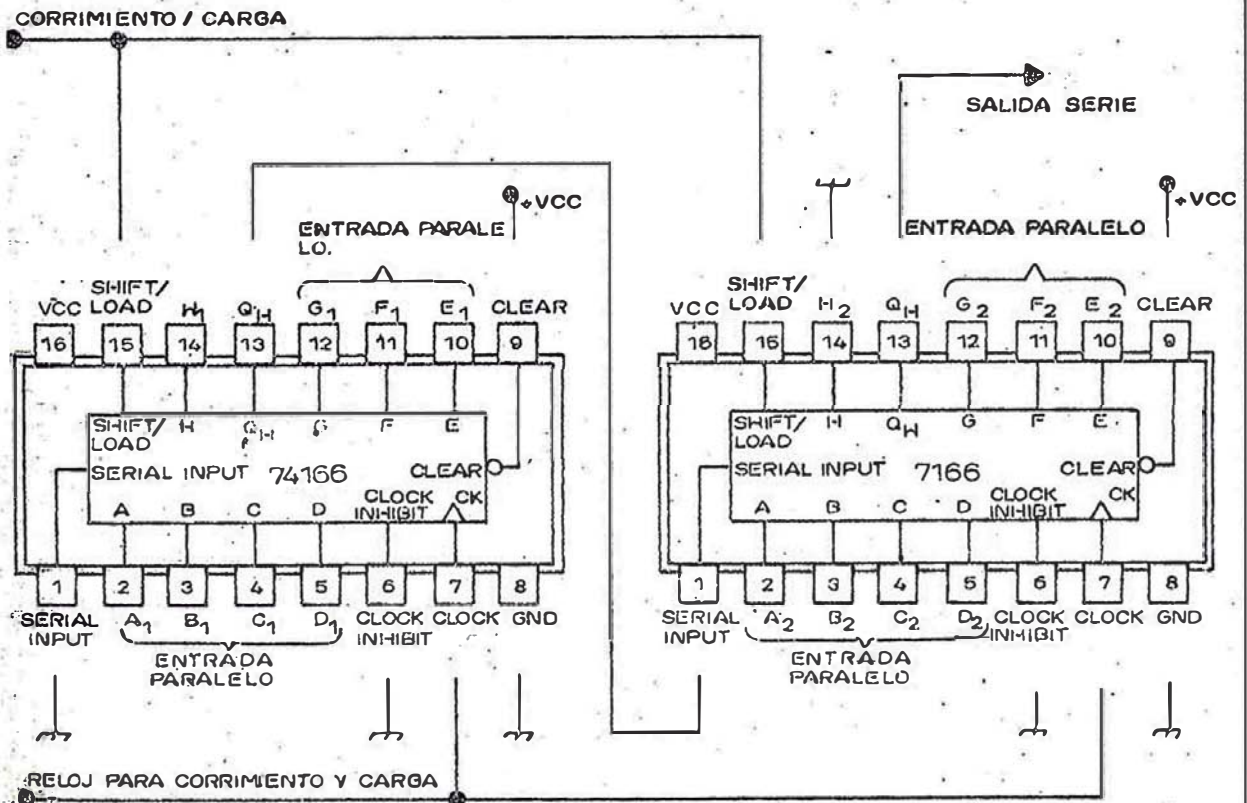 CORRIMIENTO / CARGA
SALIDA SERIE
+VCC
+VCC
ENTRADA PARALE
LO.
ENTRADA PARALELO
VCC SHIFT/ LOAD H1 QH G1 F1 E1 CLEAR
16 15 14 13 12 11 10 9
VCC SHIFT/ LOAD H2 QH G2 F2 E2 CLEAR
16 15 14 13 12 11 10 9
SHIFT/ LOAD H QH G F E
SERIAL INPUT 74166 CLEAR
A B C D CLOCK INHIBIT CK
SHIFT/ LOAD H QH G F E
SERIAL INPUT 7166 CLEAR
A B C D CLOCK INHIBIT CK
1 2 3 4 5 6 7 8
SERIAL INPUT A1 B1 C1 D1 CLOCK INHIBIT CLOCK GND
ENTRADA
PARALELO
1 2 3 4 5 6 7 8
SERIAL INPUT A2 B2 C2 D2 CLOCK INHIBIT CLOCK GND
ENTRADA
PARALELO
RELOJ PARA CORRIMIENTO Y CARGA